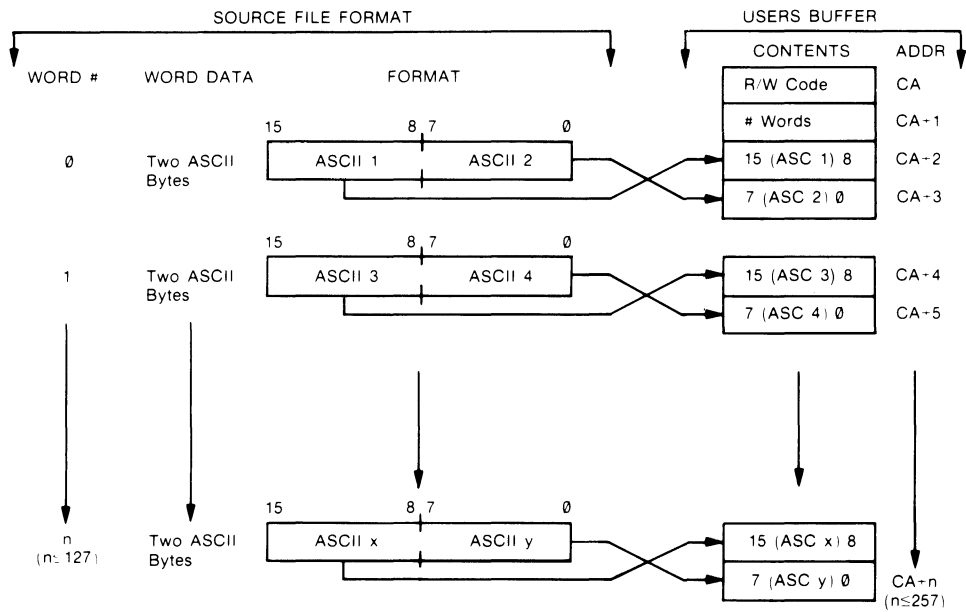 SOURCE FILE FORMAT
USERS BUFFER
WORD #
WORD DATA
FORMAT
CONTENTS
ADDR
R/W Code
CA
# Words
CA+1
15
8
7
0
0
Two ASCII
Bytes
ASCII 1
ASCII 2
15 (ASC 1) 8
CA+2
7 (ASC 2) 0
CA+3
15
8
7
0
1
Two ASCII
Bytes
ASCII 3
ASCII 4
15 (ASC 3) 8
CA+4
7 (ASC 4) 0
CA+5
15
8
7
0
n
(n≤127)
Two ASCII
Bytes
ASCII x
ASCII y
15 (ASC x) 8
7 (ASC y) 0
CA+n
(n≤257)